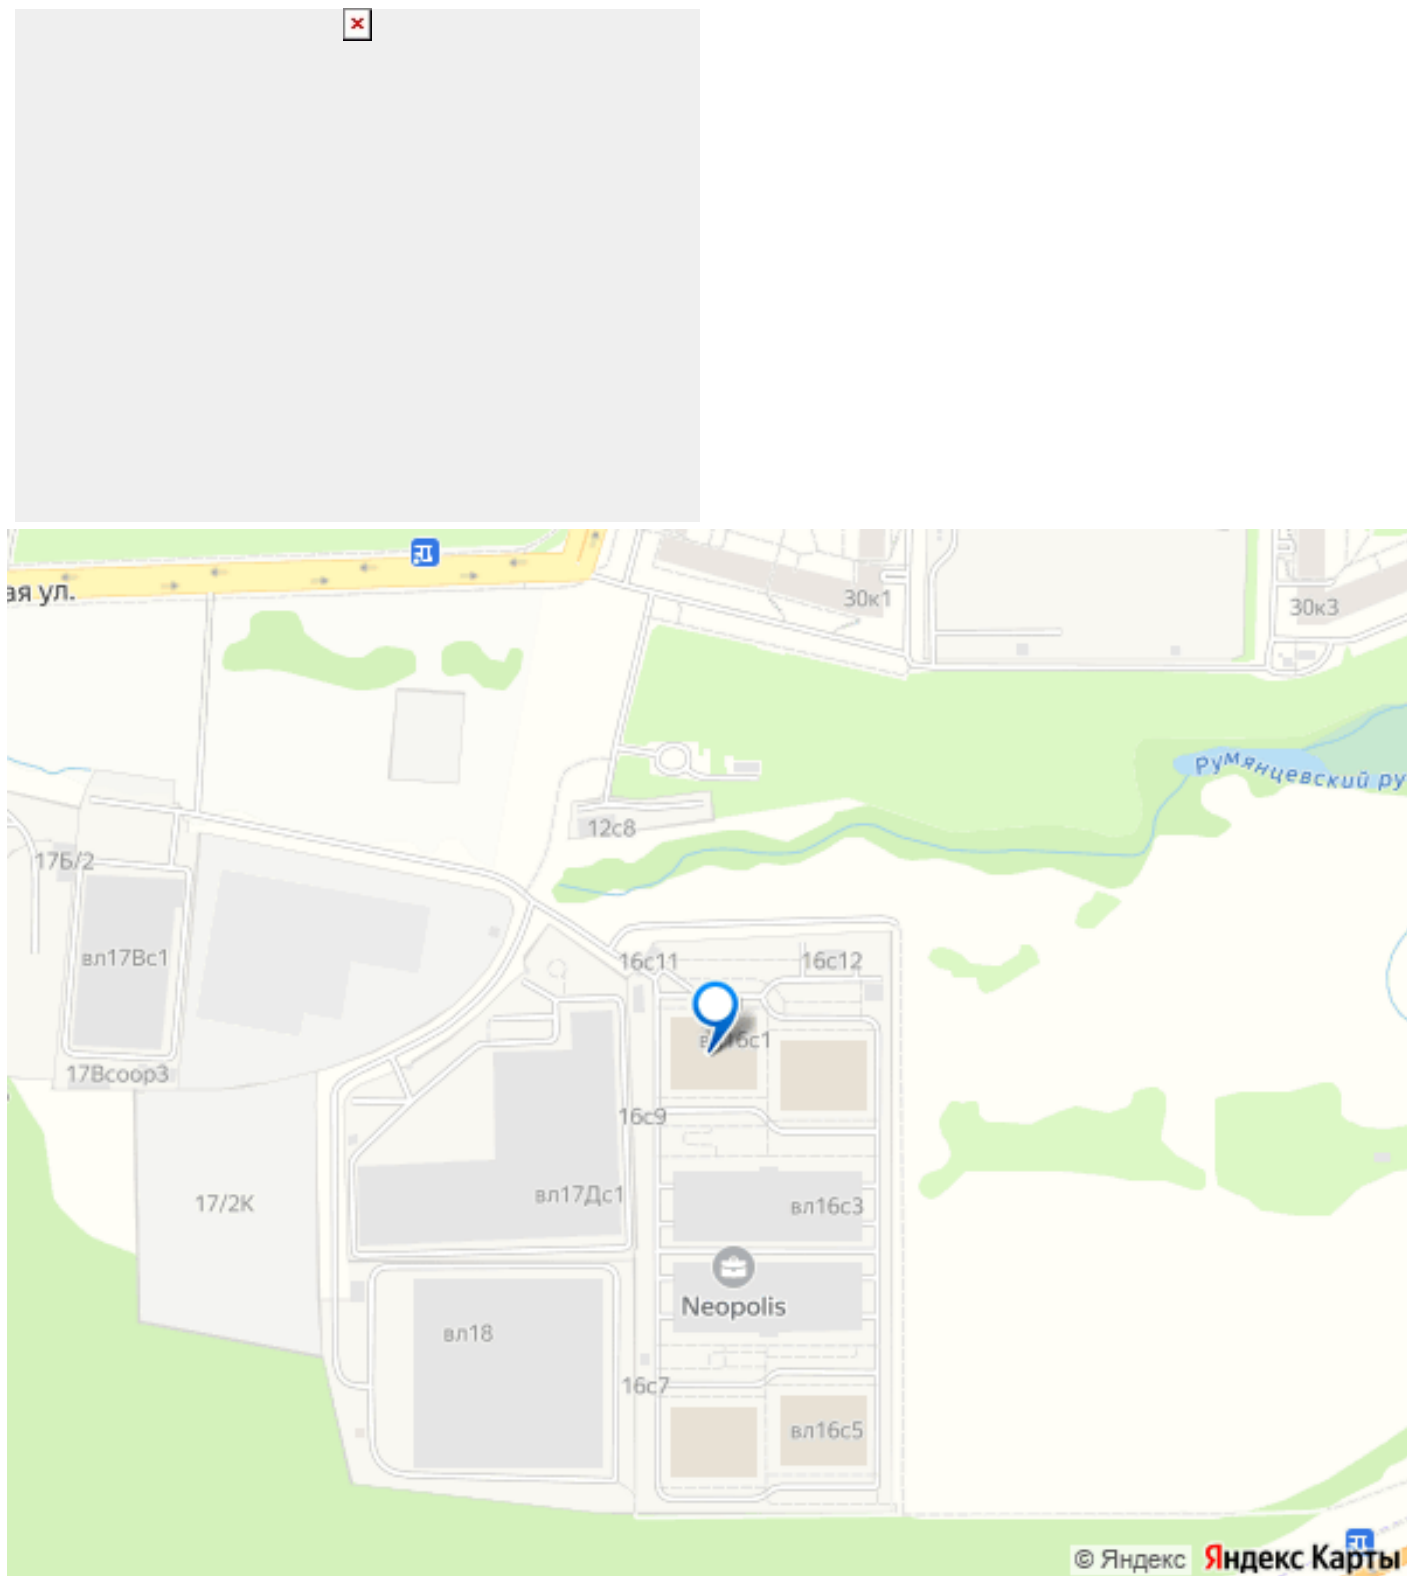 ая ул.
30к1
30к3
Румянцевский ру
12с8
17Б/2
вл17Вс1
16с11
16с12
вл16с1
17Всоор3
16с9
17/2К
вл17Дс1
вл16с3
Neopolis
вл18
16с7
вл16с5
© Яндекс Яндекс Карты